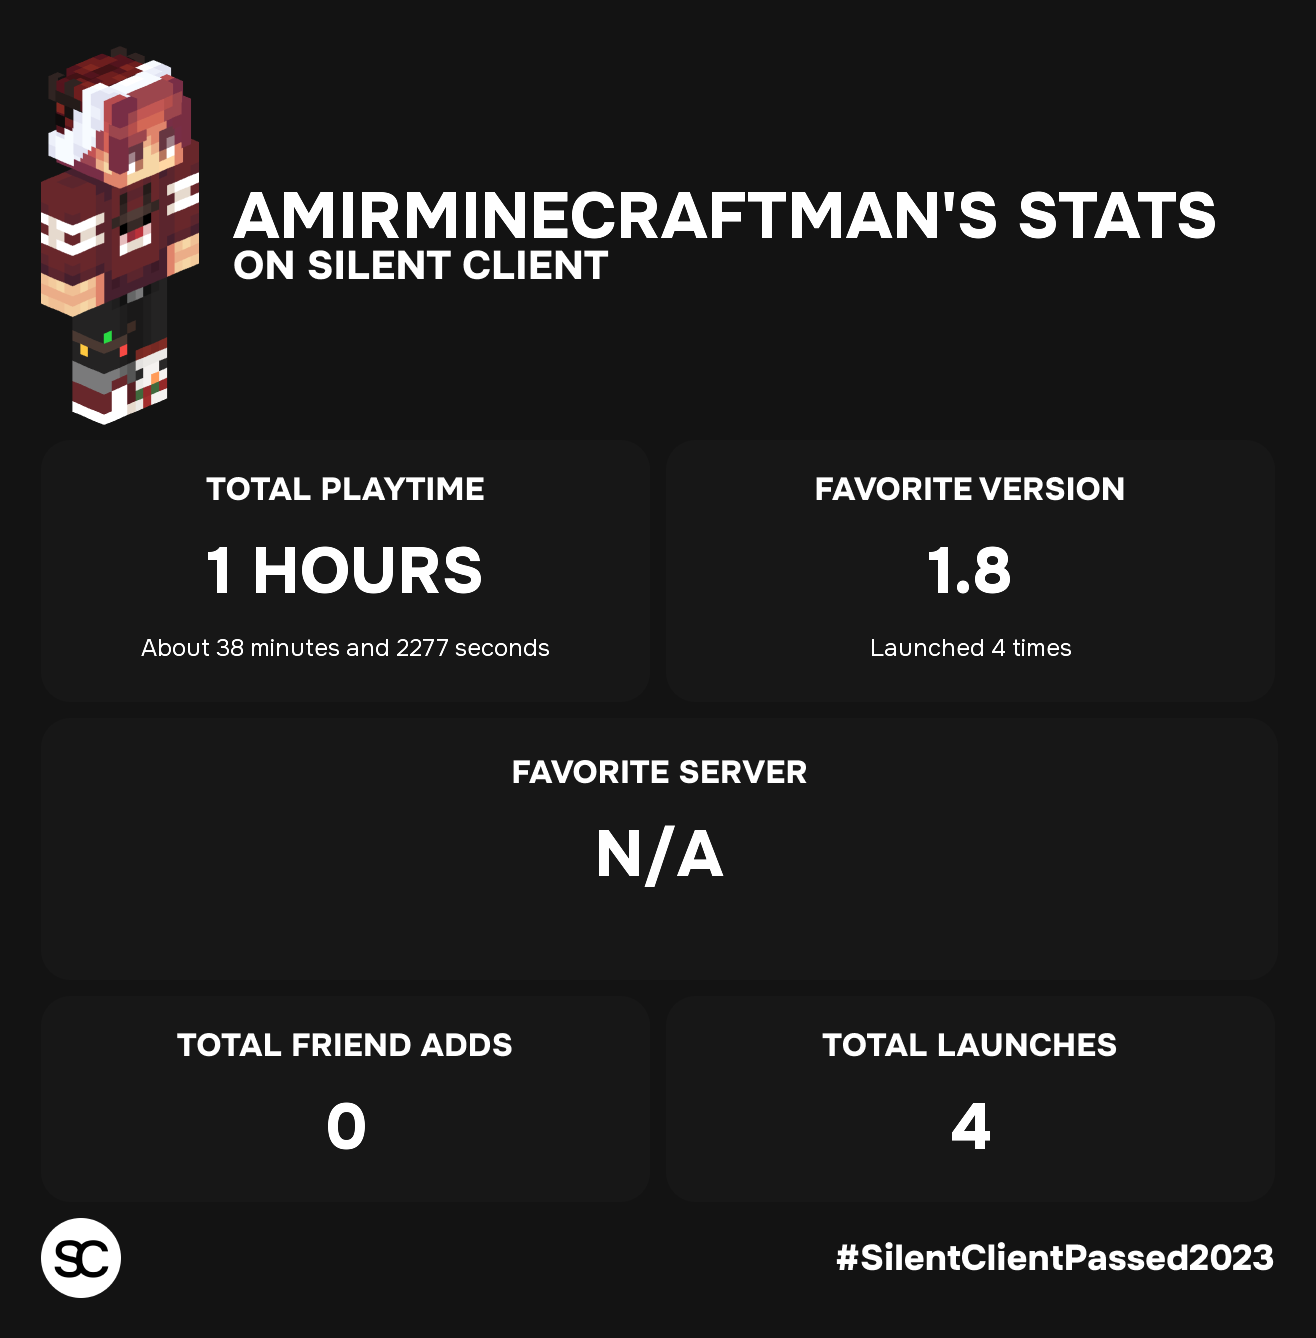 AMIRMINECRAFTMAN'S STATS
ON SILENT CLIENT
TOTAL PLAYTIME
1 HOURS
About 38 minutes and 2277 seconds
FAVORITE VERSION
1.8
Launched 4 times
FAVORITE SERVER
N/A
TOTAL FRIEND ADDS
0
TOTAL LAUNCHES
4
SC
#SilentClientPassed2023